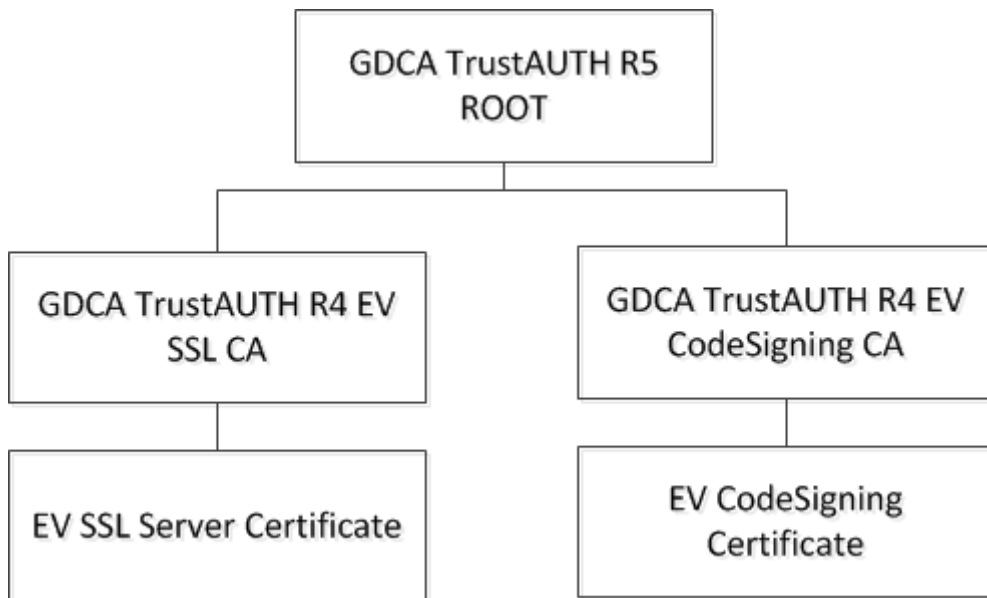 GDCA TrustAUTH R5
ROOT
GDCA TrustAUTH R4 EV
SSL CA
GDCA TrustAUTH R4 EV
CodeSigning CA
EV SSL Server Certificate
EV CodeSigning
Certificate